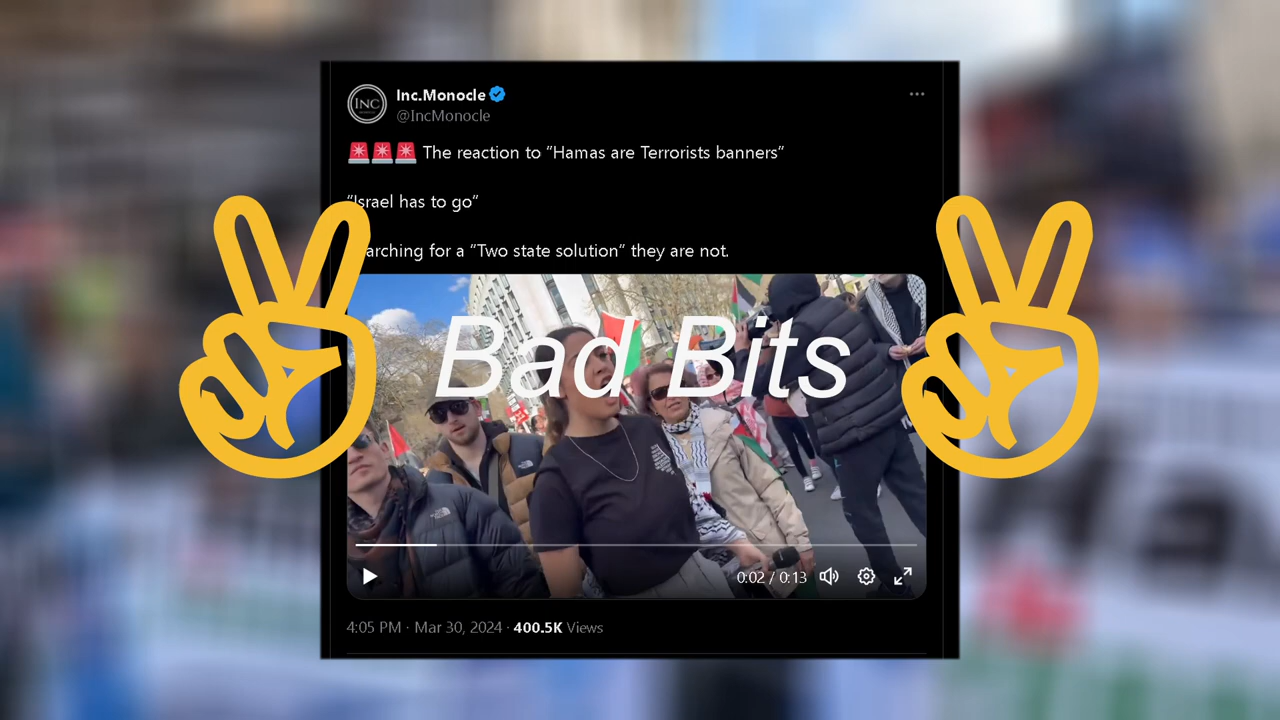 INC
Inc.Monocle
@IncMonocle
The reaction to "Hamas are Terrorists banners"
"Israel has to go"
for a "Two state solution" they are not.
Bad Bits
0:02 / 0:13
4:05 PM · Mar 30, 2024 · 400.5K Views